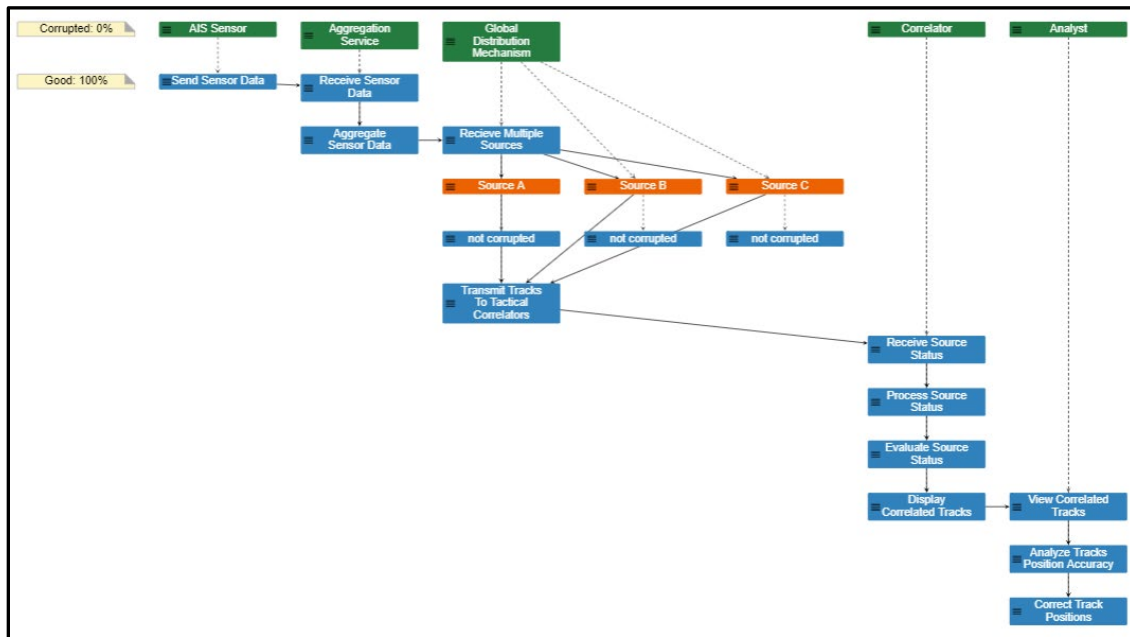 Corrupted: 0%
AIS Sensor
Aggregation
Service
Global
Distribution
Mechanism
Correlator
Analyst
Good: 100%
Send Sensor Data
Receive Sensor
Data
Aggregate
Sensor Data
Recieve Multiple
Sources
Source A
Source B
Source C
not corrupted
not corrupted
not corrupted
Transmit Tracks
To Tactical
Correlators
Receive Source
Status
Process Source
Status
Evaluate Source
Status
Display
Correlated Tracks
View Correlated
Tracks
Analyze Tracks
Position Accuracy
Correct Track
Positions